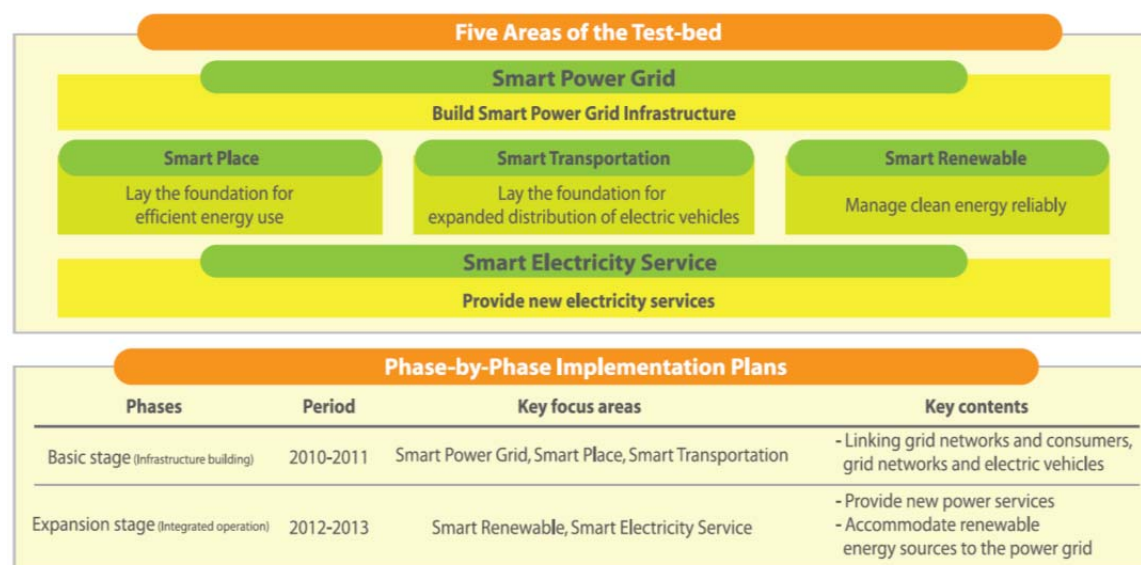 Five Areas of the Test-bed
Smart Power Grid
Build Smart Power Grid Infrastructure
Smart Place
Lay the foundation for
efficient energy use
Smart Transportation
Lay the foundation for
expanded distribution of electric vehicles
Smart Renewable
Manage clean energy reliably
Smart Electricity Service
Provide new electricity services
Phase-by-Phase Implementation Plans
Phases Period Key focus areas Key contents
Basic stage (Infrastructure building) 2010-2011 Smart Power Grid, Smart Place, Smart Transportation - Linking grid networks and consumers,
grid networks and electric vehicles
Expansion stage (Integrated operation) 2012-2013 Smart Renewable, Smart Electricity Service - Provide new power services
- Accommodate renewable
energy sources to the power grid